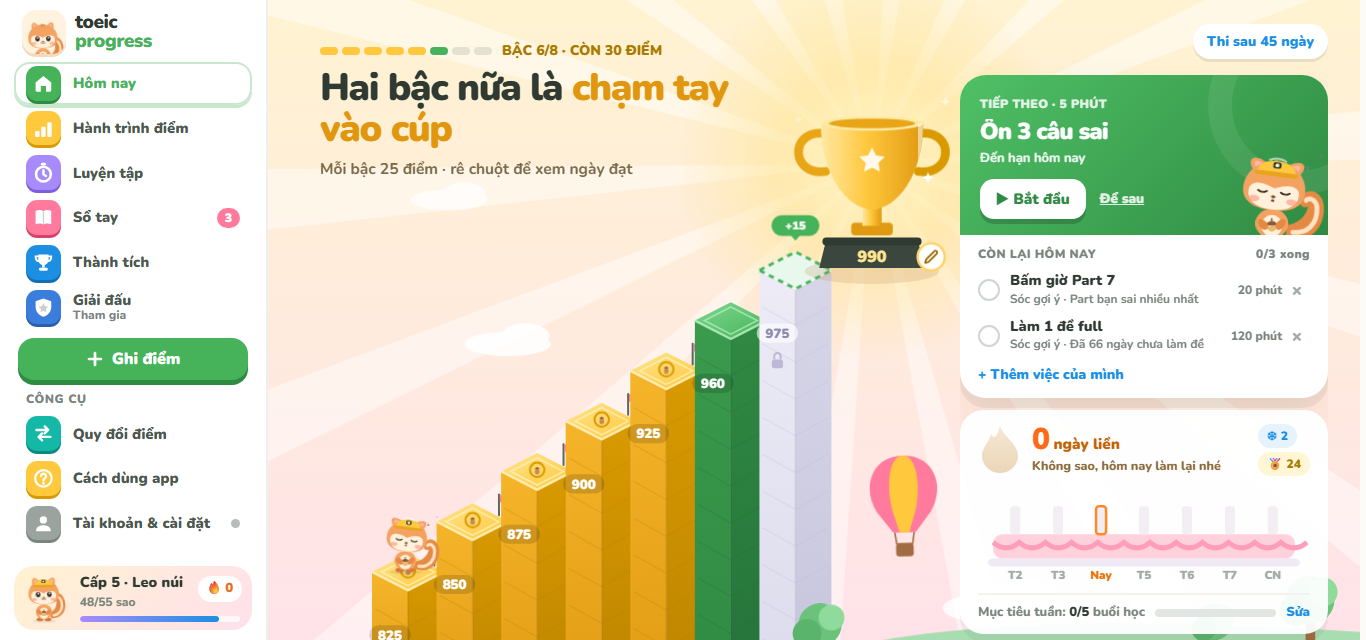 toeic
progress
Hôm nay
Hành trình điểm
Luyện tập
Sổ tay
3
Thành tích
Giải đấu
Tham gia
+ Ghi điểm
CÔNG CỤ
Quy đổi điểm
Cách dùng app
Tài khoản & cài đặt
Cấp 5 · Leo núi
48/55 sao
0
BẬC 6/8 · CÒN 30 ĐIỂM
Hai bậc nữa là chạm tay
vào cúp
Mỗi bậc 25 điểm · rê chuột để xem ngày đạt
+15
990
975
960
925
900
875
850
825
Thi sau 45 ngày
TIẾP THEO · 5 PHÚT
Ôn 3 câu sai
Đến hạn hôm nay
Bắt đầu
Để sau
CÒN LẠI HÔM NAY
0/3 xong
Bấm giờ Part 7
Sóc gợi ý · Part bạn sai nhiều nhất
20 phút ×
Làm 1 đề full
Sóc gợi ý · Đã 66 ngày chưa làm đề
120 phút ×
+ Thêm việc của mình
0 ngày liền
Không sao, hôm nay làm lại nhé
2
24
T2 T3 Nay T5 T6 T7 CN
Mục tiêu tuần: 0/5 buổi học
Sửa